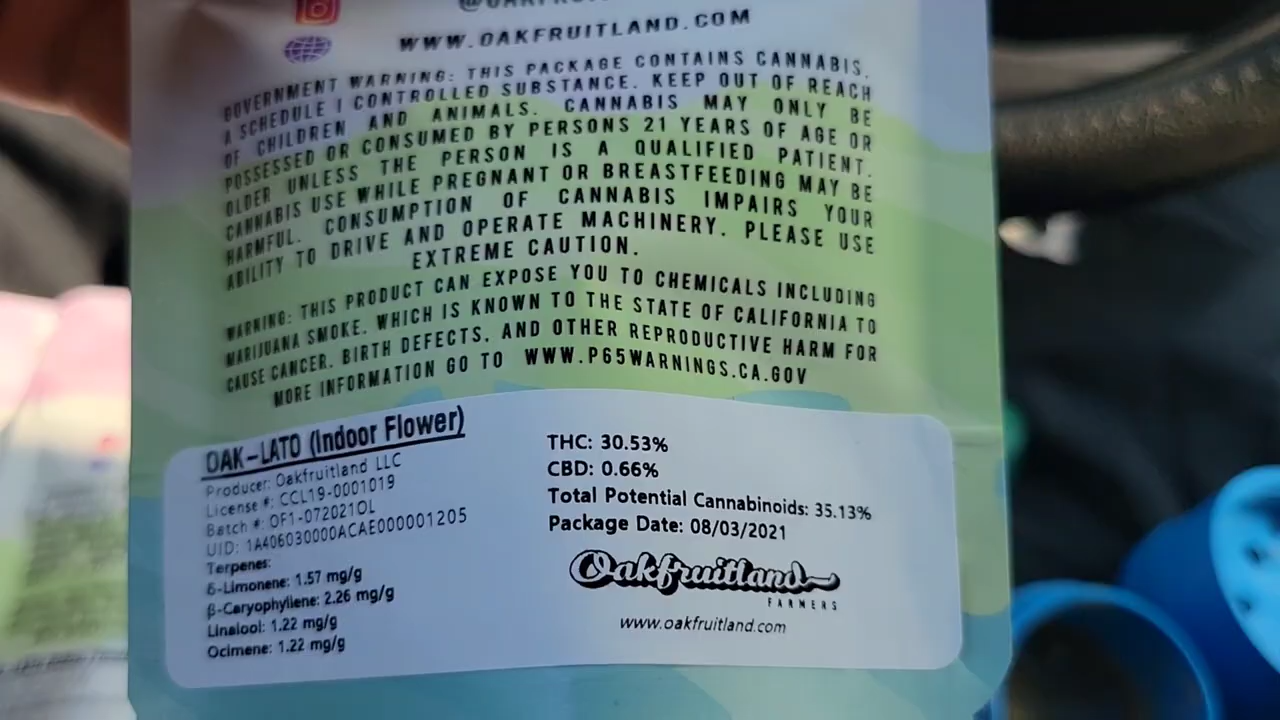 WWW.OAKFRUITLAND.COM
GOVERNMENT WARNING: THIS PACKAGE CONTAINS CANNABIS,
A SCHEDULE I CONTROLLED SUBSTANCE. KEEP OUT OF REACH
OF CHILDREN AND ANIMALS. CANNABIS MAY ONLY BE
POSSESSED OR CONSUMED BY PERSONS 21 YEARS OF AGE OR
OLDER UNLESS THE PERSON IS A QUALIFIED PATIENT.
CANNABIS USE WHILE PREGNANT OR BREASTFEEDING MAY BE
HARMFUL. CONSUMPTION OF CANNABIS IMPAIRS YOUR
ABILITY TO DRIVE AND OPERATE MACHINERY. PLEASE USE
EXTREME CAUTION.
WARNING: THIS PRODUCT CAN EXPOSE YOU TO CHEMICALS INCLUDING
MARIJUANA SMOKE. WHICH IS KNOWN TO THE STATE OF CALIFORNIA TO
CAUSE CANCER. BIRTH DEFECTS, AND OTHER REPRODUCTIVE HARM FOR
MORE INFORMATION GO TO WWW.P65WARNINGS.CA.GOV
OAK-LATO (Indoor Flower)
Producer: Oakfruitland LLC
License #: CCL19-0001019
Batch #: OF1-072021OL
UID: 1A406030000ACAE000001205
Terpenes:
δ-Limonene: 1.57 mg/g
β-Caryophyllene: 2.26 mg/g
Linalool: 1.22 mg/g
Ocimene: 1.22 mg/g
THC: 30.53%
CBD: 0.66%
Total Potential Cannabinoids: 35.13%
Package Date: 08/03/2021
Oakfruitland
FARMERS
www.oakfruitland.com